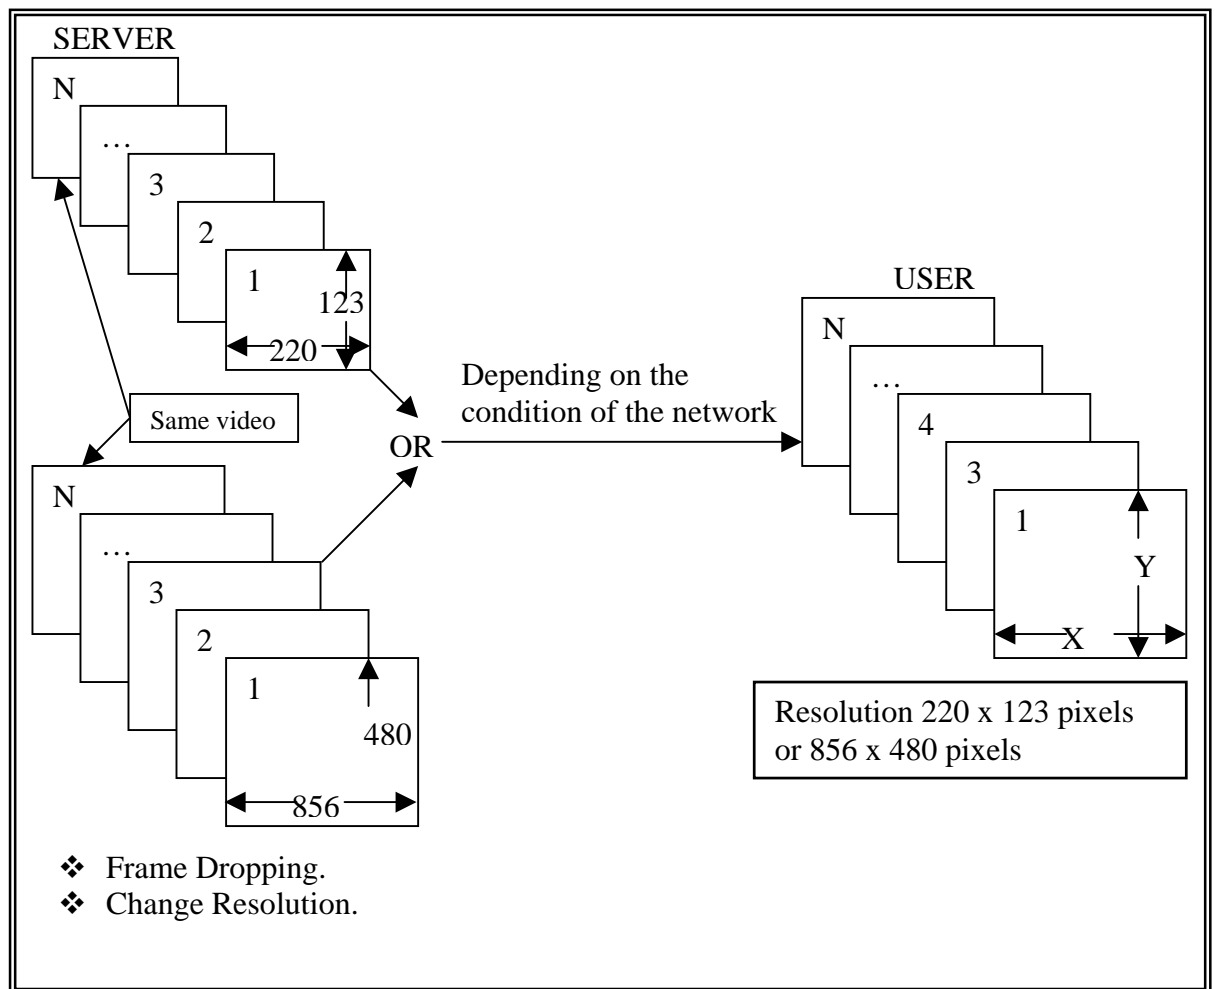 SERVER
N
…
3
2
1
123
220
Same video
N
…
3
2
1
480
856
OR
Depending on the
condition of the network
USER
N
…
4
3
1
Y
X
Resolution 220 x 123 pixels
or 856 x 480 pixels
❖ Frame Dropping.
❖ Change Resolution.